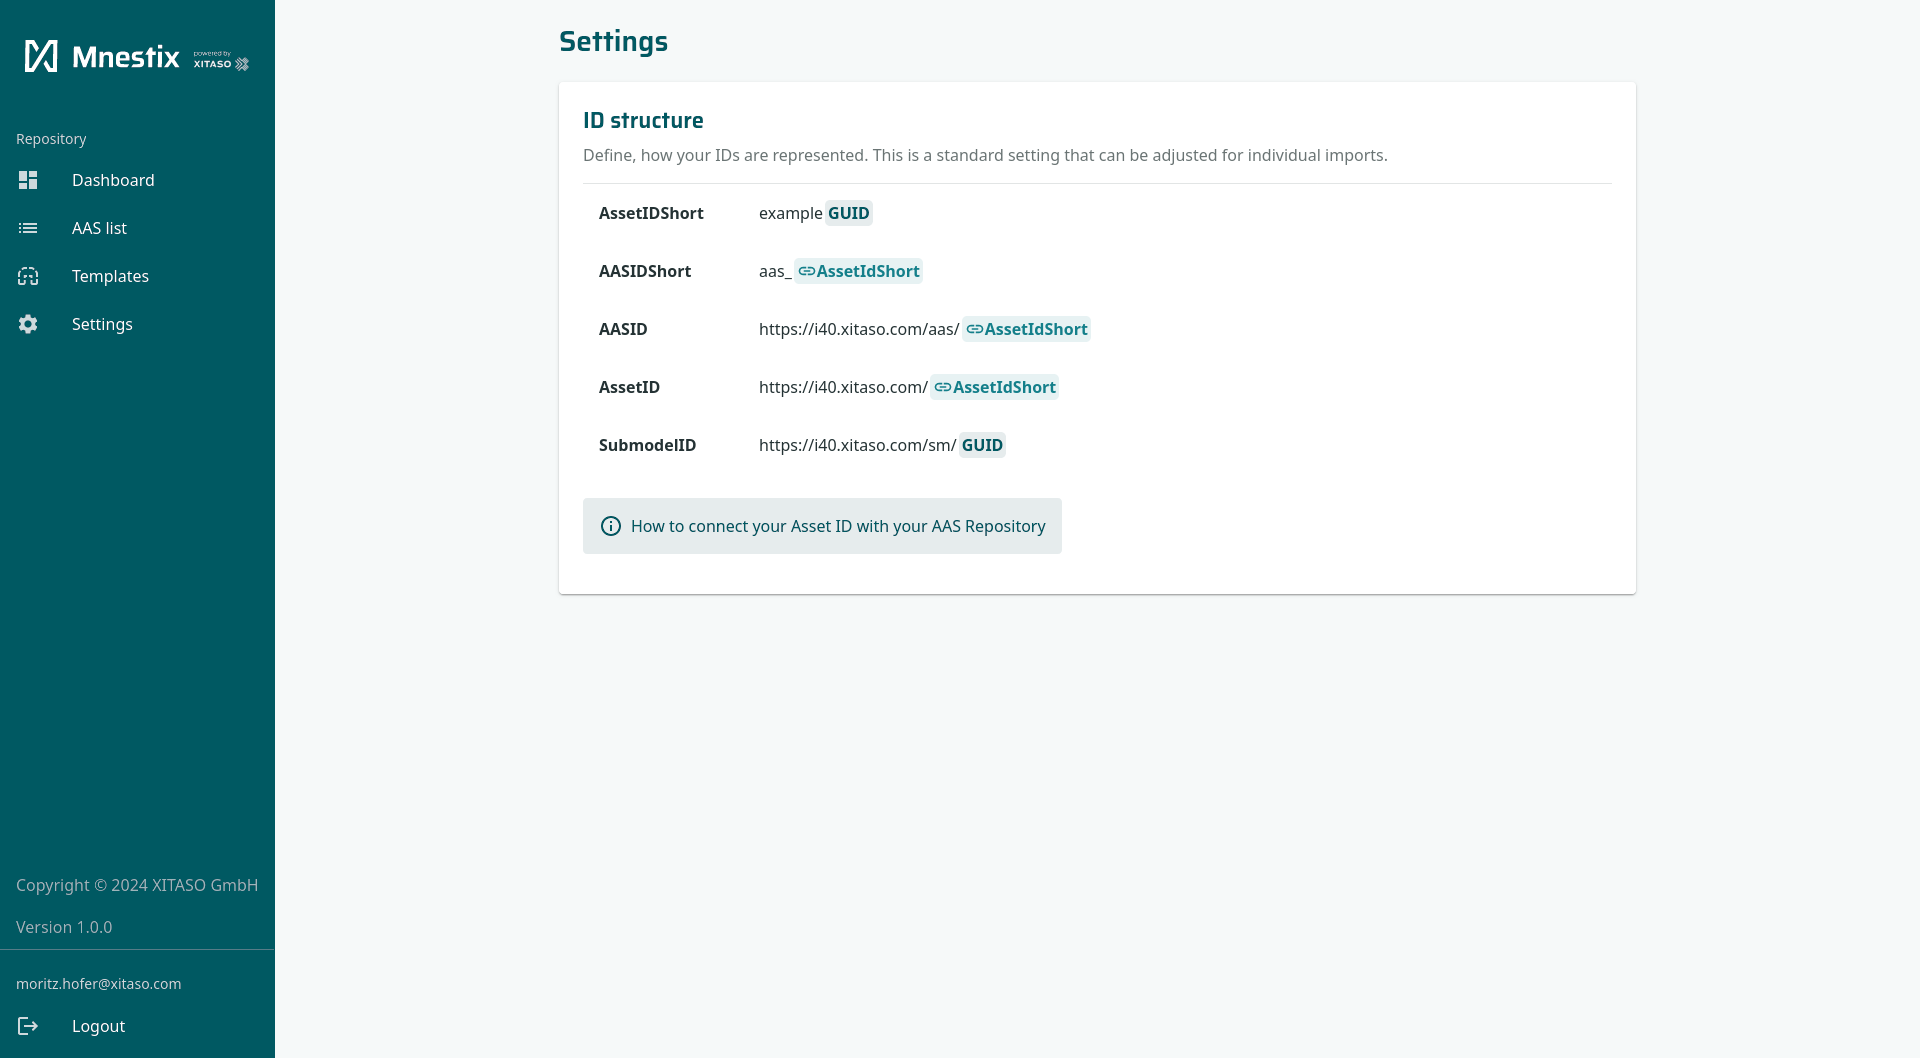 Mnestix powered by XITASO
Repository
Dashboard
AAS list
Templates
Settings
Copyright © 2024 XITASO GmbH
Version 1.0.0
moritz.hofer@xitaso.com
Logout
Settings
ID structure
Define, how your IDs are represented. This is a standard setting that can be adjusted for individual imports.
AssetIDShort example GUID
AASIDShort aas_ AssetIdShort
AASID https://i40.xitaso.com/aas/ AssetIdShort
AssetID https://i40.xitaso.com/ AssetIdShort
SubmodelID https://i40.xitaso.com/sm/ GUID
How to connect your Asset ID with your AAS Repository